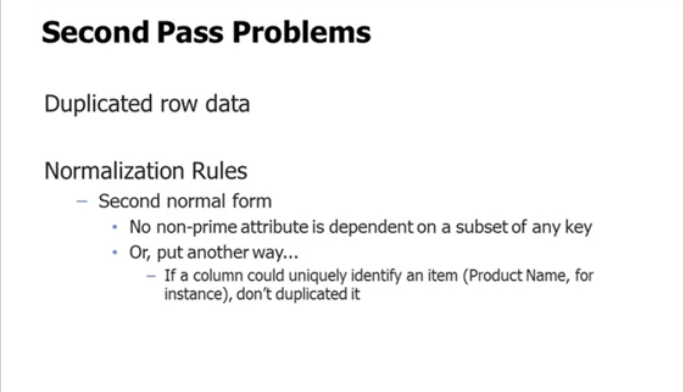 Second Pass Problems
Duplicated row data
Normalization Rules
– Second normal form
• No non-prime attribute is dependent on a subset of any key
• Or, put another way...
– If a column could uniquely identify an item (Product Name, for
instance), don't duplicated it